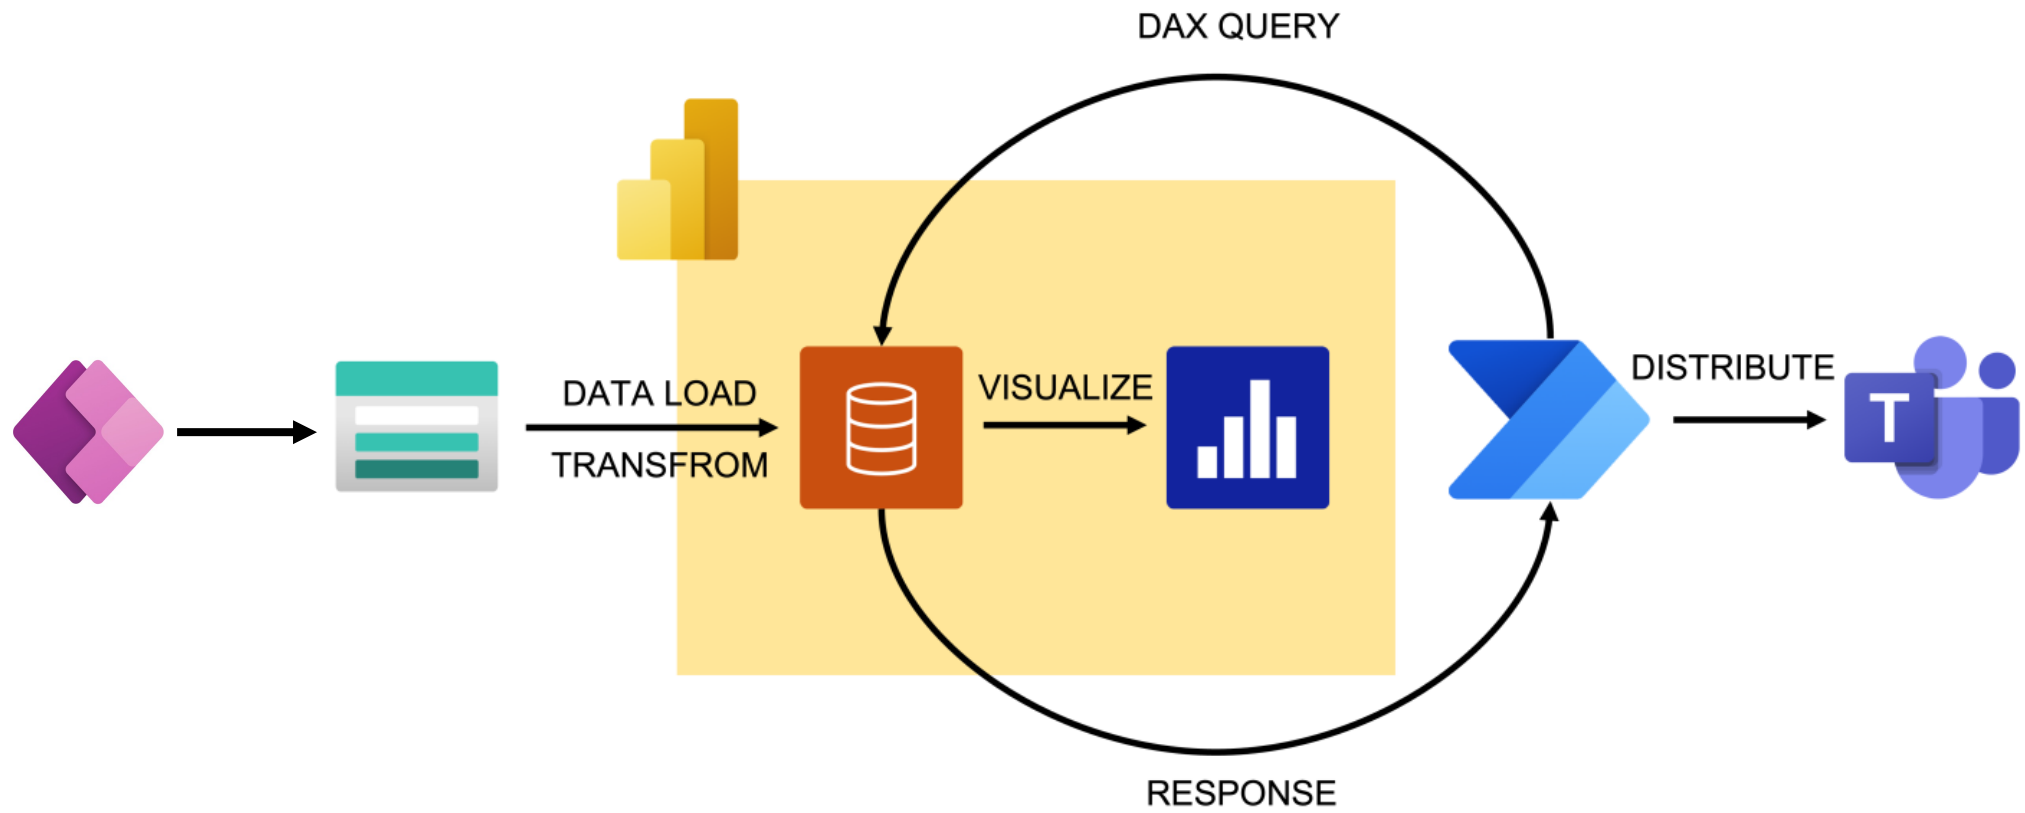 DAX QUERY
DATA LOAD
TRANSFROM
VISUALIZE
DISTRIBUTE
T
RESPONSE